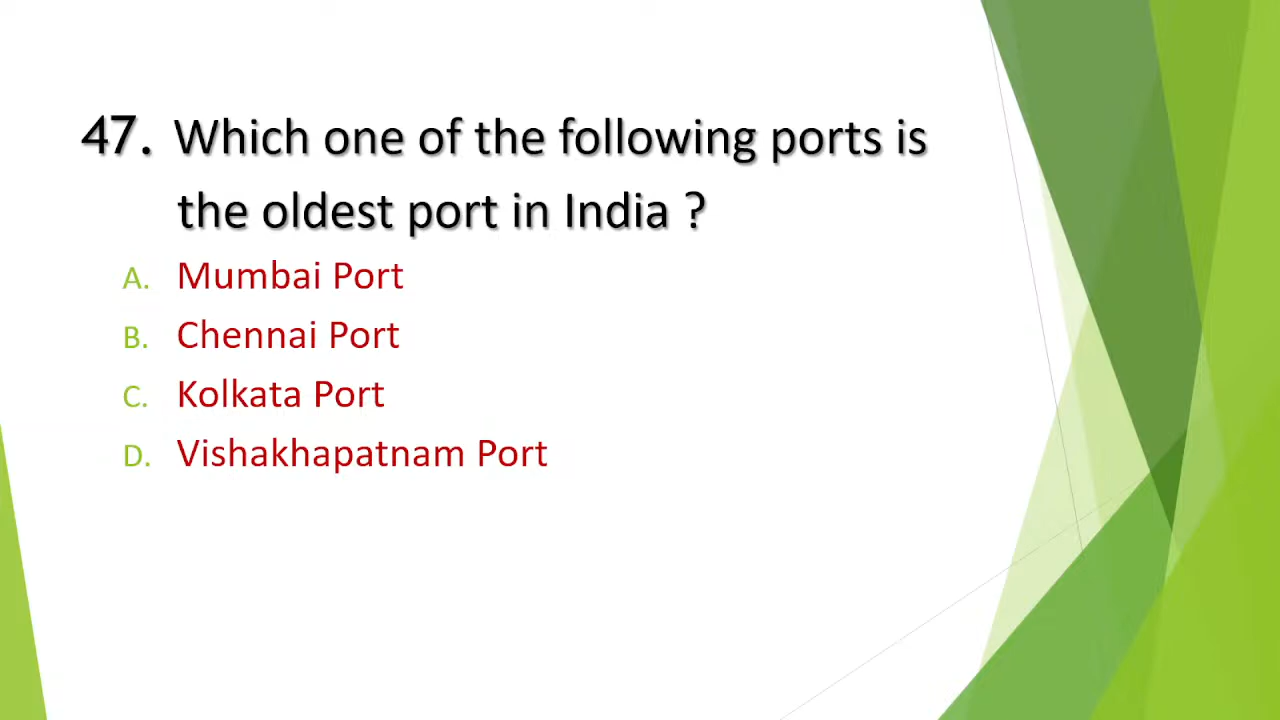 47. Which one of the following ports is
the oldest port in India ?
A. Mumbai Port
B. Chennai Port
C. Kolkata Port
D. Vishakhapatnam Port